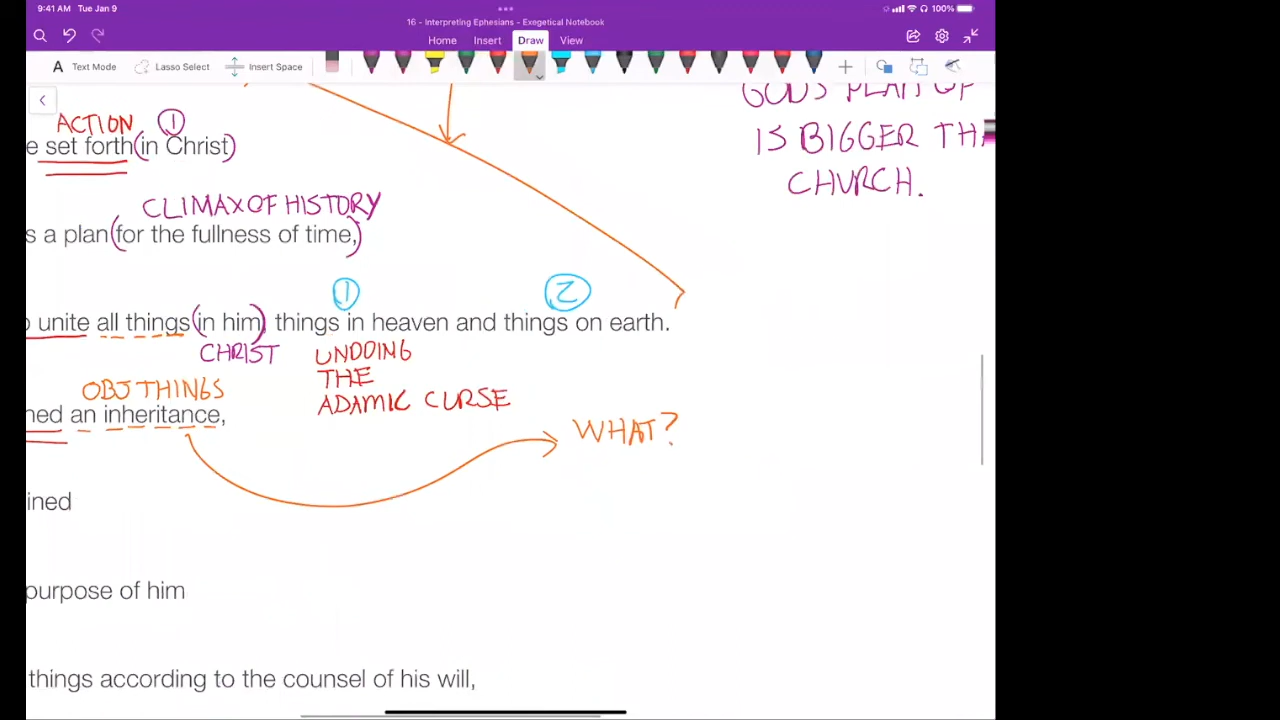 9:41 AM Tue Jan 9
100%
16 - Interpreting Ephesians - Exegetical Notebook
Home Insert Draw View
A Text Mode Lasso Select Insert Space
GOD'S PLAN OF
IS BIGGER TH
CHURCH.
ACTION 1
e set forth (in Christ)
CLIMAX OF HISTORY
s a plan (for the fullness of time,)
1 2
unite all things (in him), things in heaven and things on earth.
CHRIST UNDOING
THE
ADAMIC CURSE
OBJ THINGS
ned an inheritance,
WHAT?
ined
purpose of him
things according to the counsel of his will,